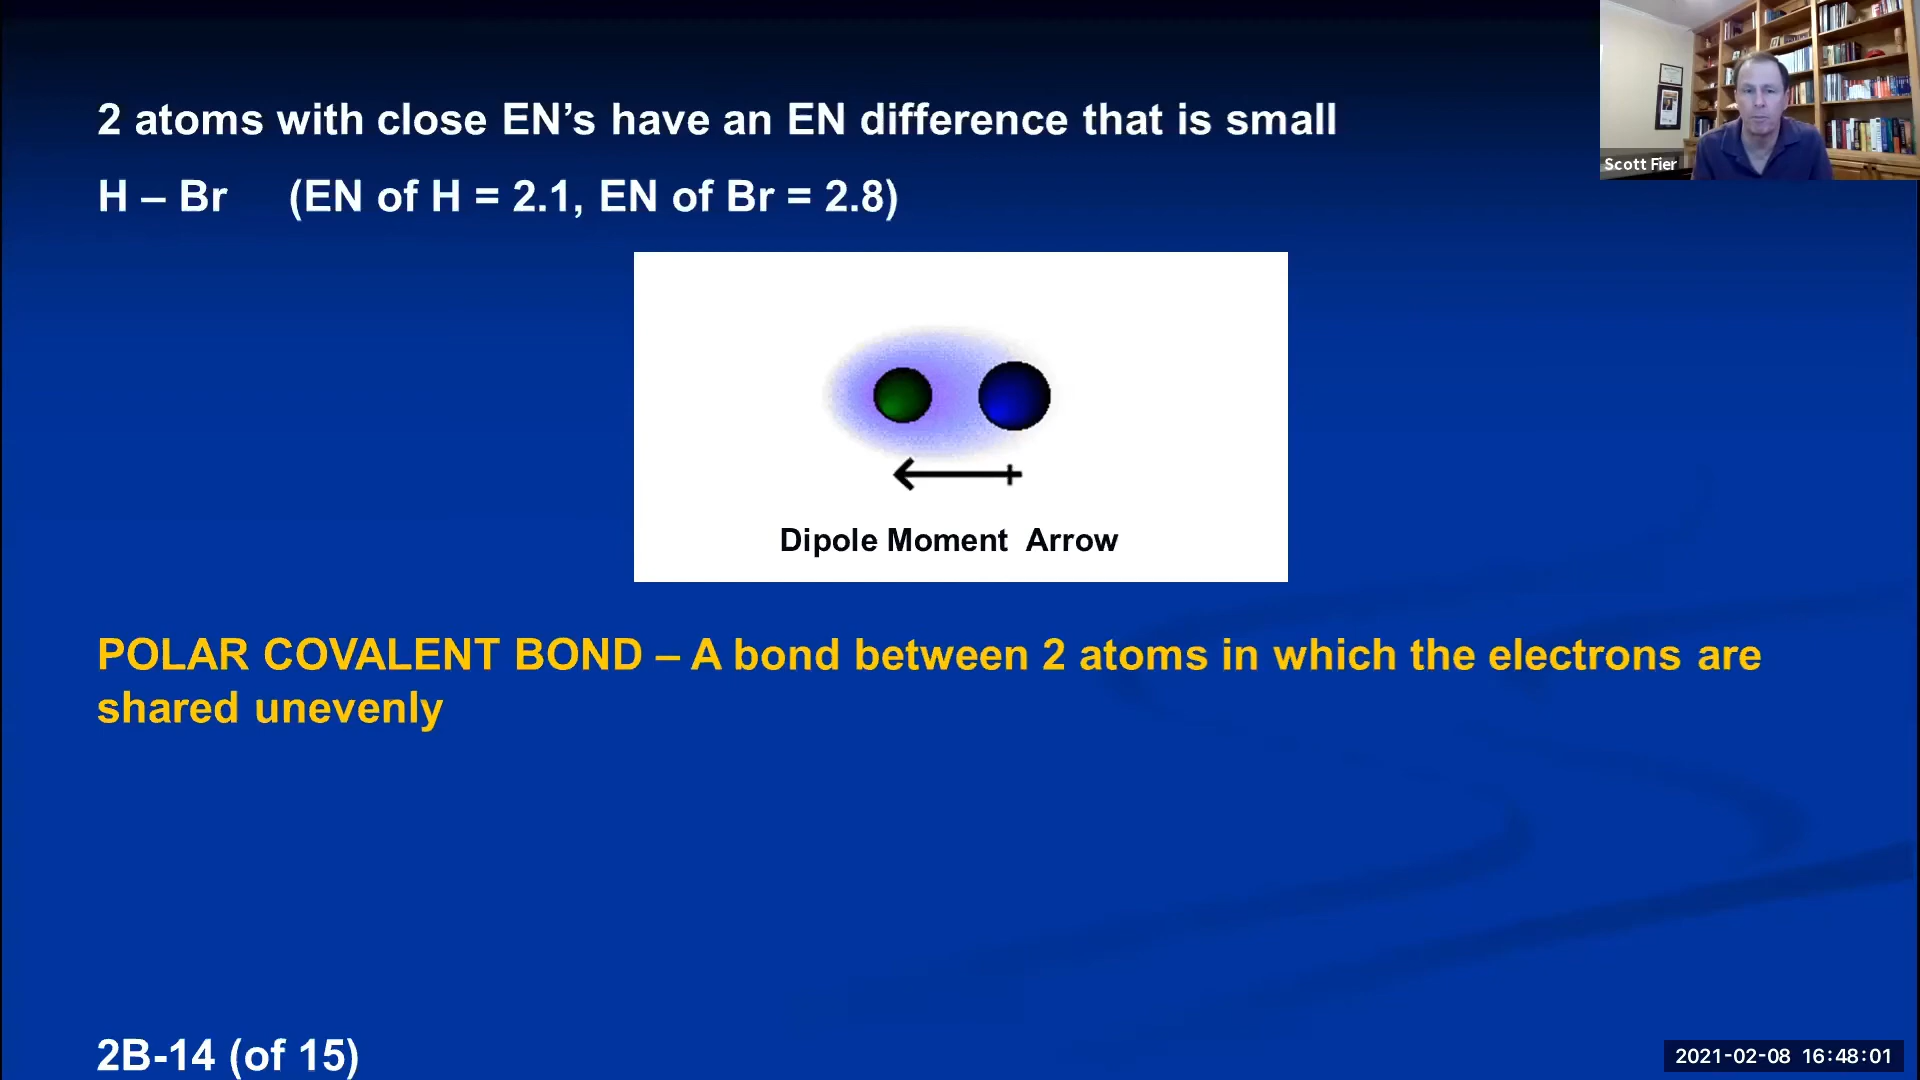 2 atoms with close EN’s have an EN difference that is small
H – Br (EN of H = 2.1, EN of Br = 2.8)
Scott Fier
Dipole Moment Arrow
POLAR COVALENT BOND – A bond between 2 atoms in which the electrons are
shared unevenly
2B-14 (of 15)
2021-02-08 16:48:01